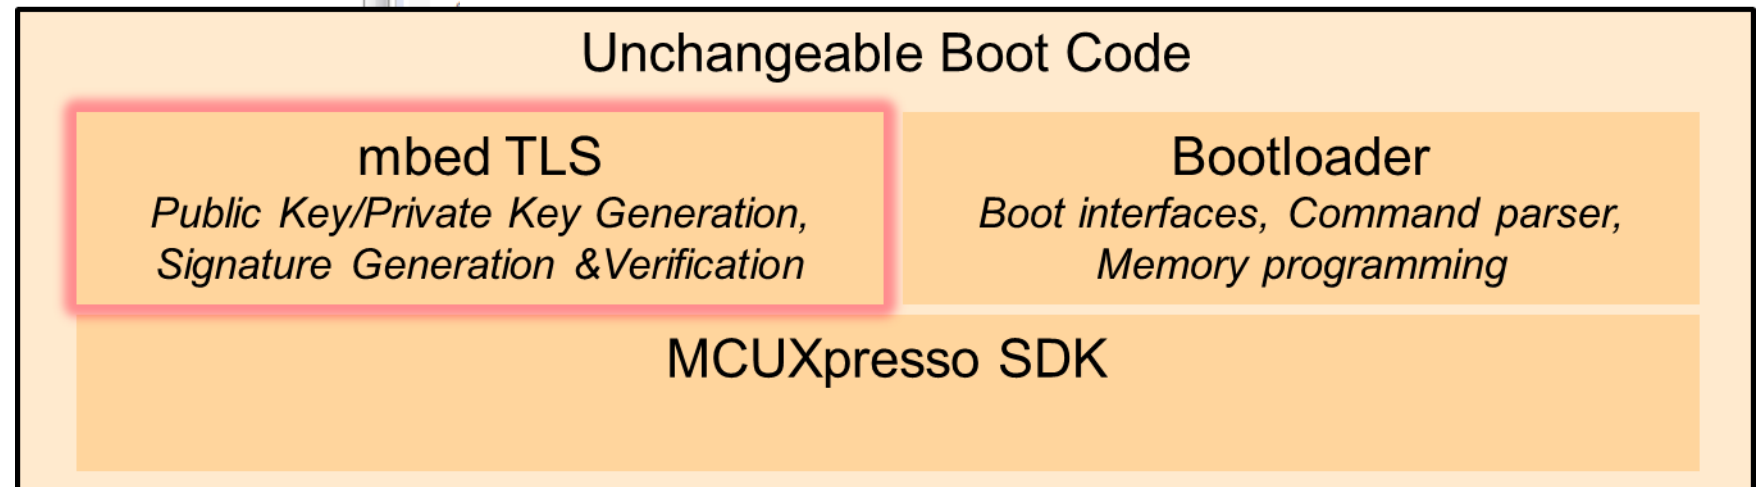 Unchangeable Boot Code
mbed TLS
Public Key/Private Key Generation,
Signature Generation &Verification
Bootloader
Boot interfaces, Command parser,
Memory programming
MCUXpresso SDK